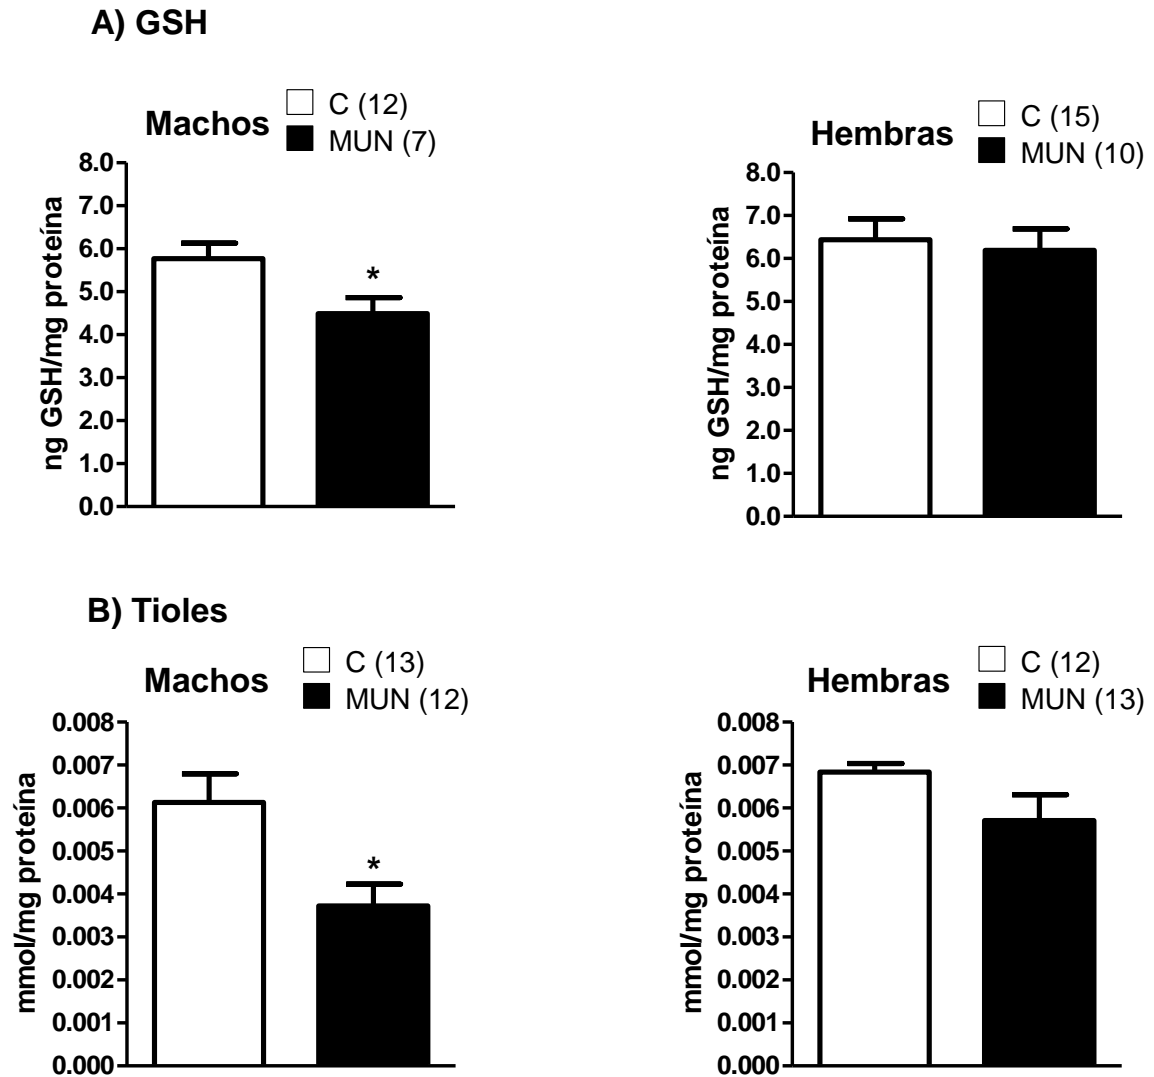 A) GSH
Machos
C (12)
MUN (7)
ng GSH/mg proteína
8.0
7.0
6.0
5.0
4.0
3.0
2.0
1.0
0.0
*
Hembras
C (15)
MUN (10)
ng GSH/mg proteína
8.0
7.0
6.0
5.0
4.0
3.0
2.0
1.0
0.0
B) Tioles
Machos
C (13)
MUN (12)
mmol/mg proteína
0.008
0.007
0.006
0.005
0.004
0.003
0.002
0.001
0.000
*
Hembras
C (12)
MUN (13)
mmol/mg proteína
0.008
0.007
0.006
0.005
0.004
0.003
0.002
0.001
0.000